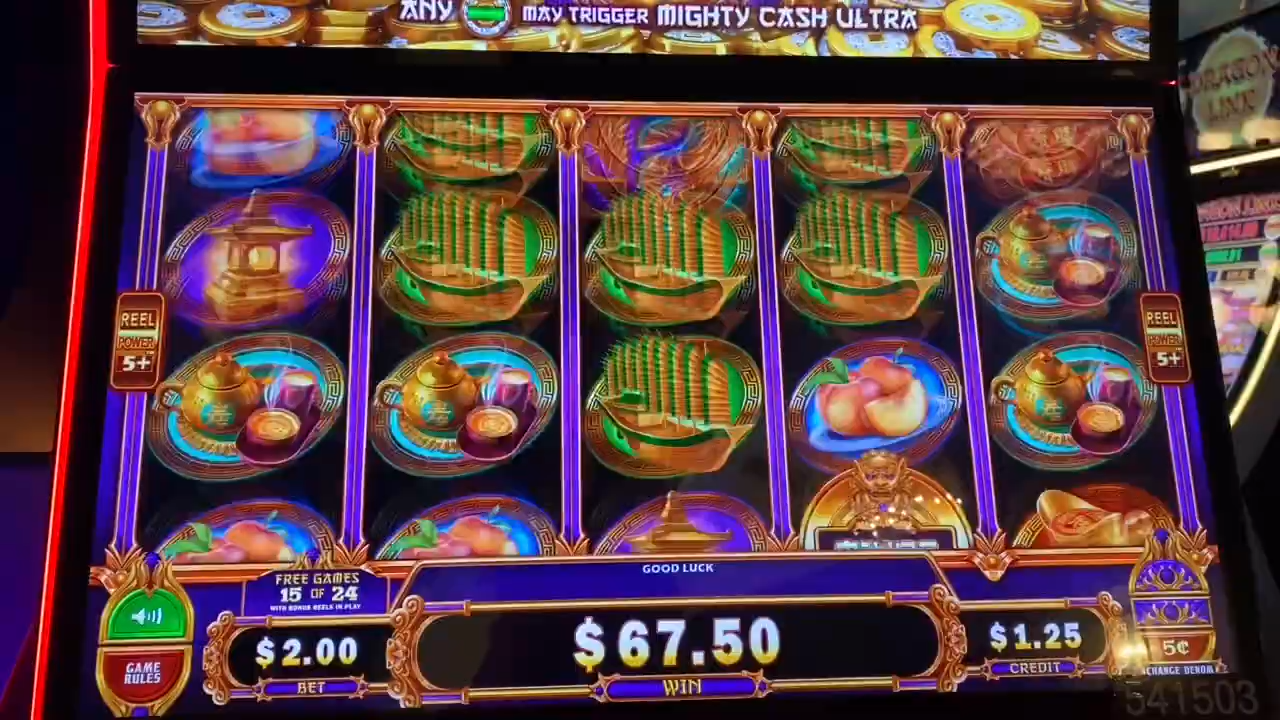 ANY MAY TRIGGER MIGHTY CASH ULTRA
DRAGON
LINK
REEL
POWER
5+
REEL
POWER
5+
GOOD LUCK
FREE GAMES
15 OF 24
WITH BONUS REELS IN PLAY
$2.00
BET
$67.50
WIN
$1.25
CREDIT
GAME
RULES
5¢
CHANGE DENOM
541503